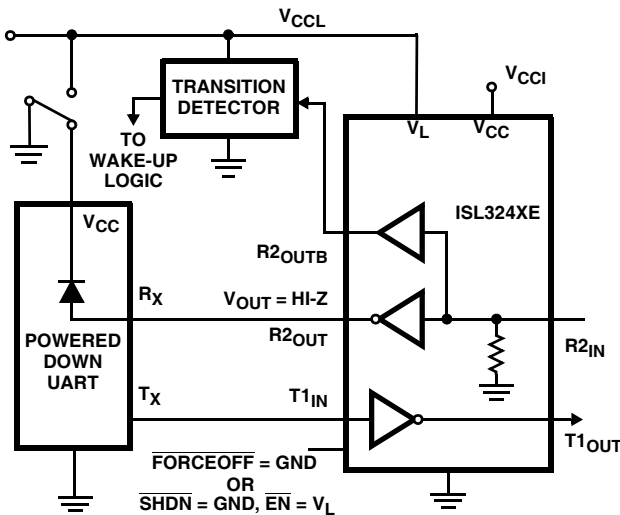 VCCL
TRANSITION
DETECTOR
VCCI
TO
WAKE-UP
LOGIC
VL
VCC
ISL324XE
VCC
R2OUTB
RX
VOUT = HI-Z
R2OUT
R2IN
POWERED
DOWN
UART
TX
T1IN
T1OUT
FORCEOFF = GND
OR
SHDN = GND, EN = VL